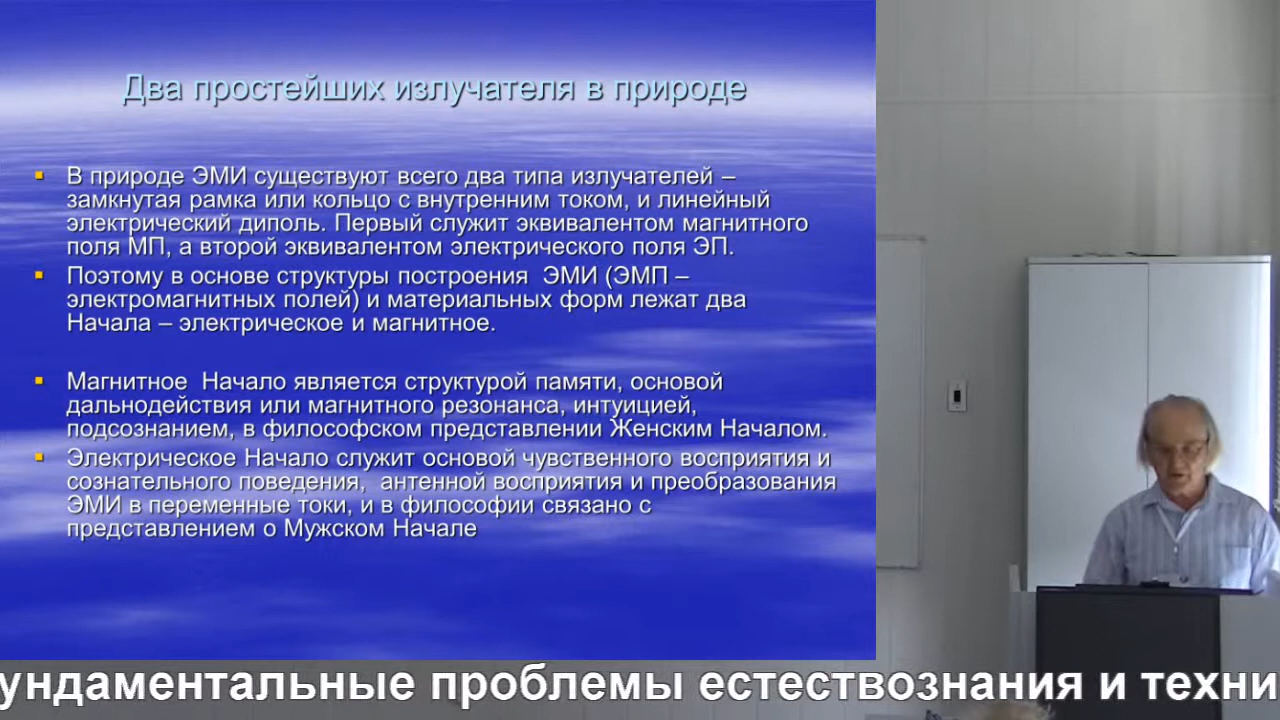 Два простейших излучателя в природе
В природе ЭМИ существуют всего два типа излучателей –
замкнутая рамка или кольцо с внутренним током, и линейный
электрический диполь. Первый служит эквивалентом магнитного
поля МП, а второй эквивалентом электрического поля ЭП.
Поэтому в основе структуры построения  ЭМИ (ЭМП –
электромагнитных полей) и материальных форм лежат два
Начала – электрическое и магнитное.
Магнитное  Начало является структурой памяти, основой
дальнодействия или магнитного резонанса, интуицией,
подсознанием, в философском представлении Женским Началом.
Электрическое Начало служит основой чувственного восприятия и
сознательного поведения,  антенной восприятия и преобразования
ЭМИ в переменные токи, и в философии связано с
представлением о Мужском Начале
ундаментальные проблемы естествознания и техни